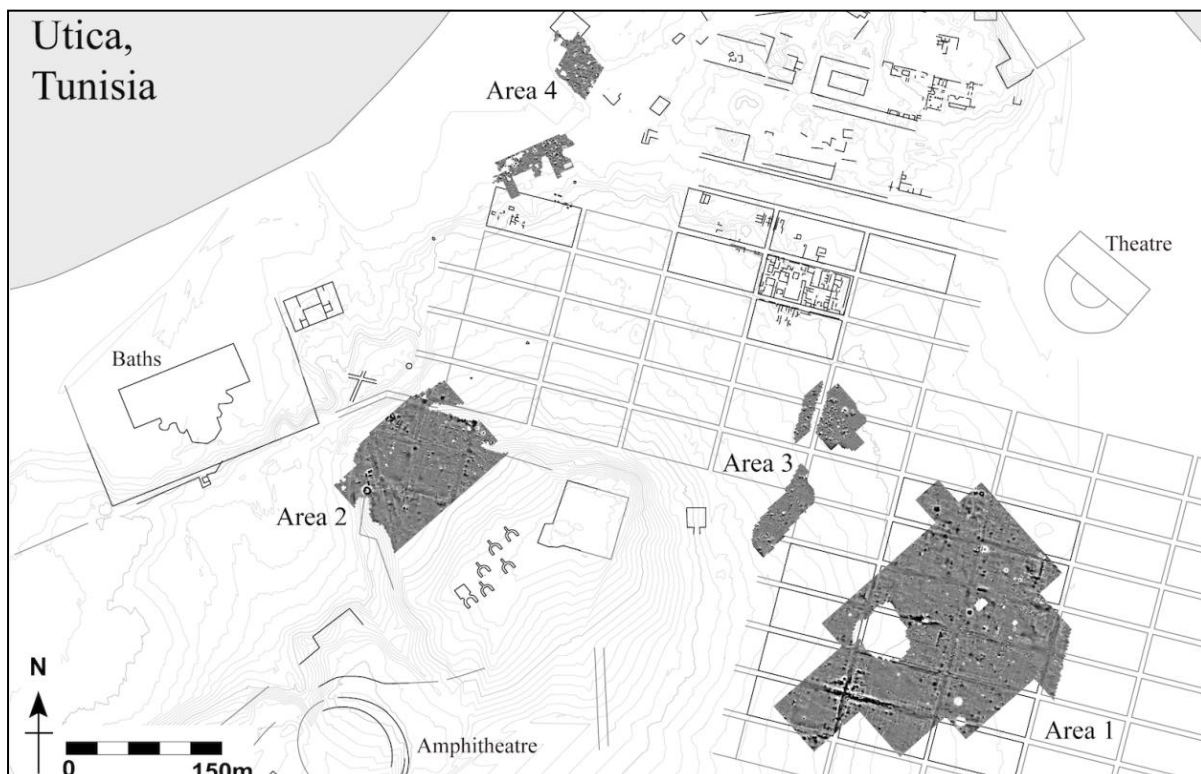 Utica,
Tunisia
Area 4
Theatre
Baths
Area 3
Area 2
N
Area 1
Amphitheatre
0 150m